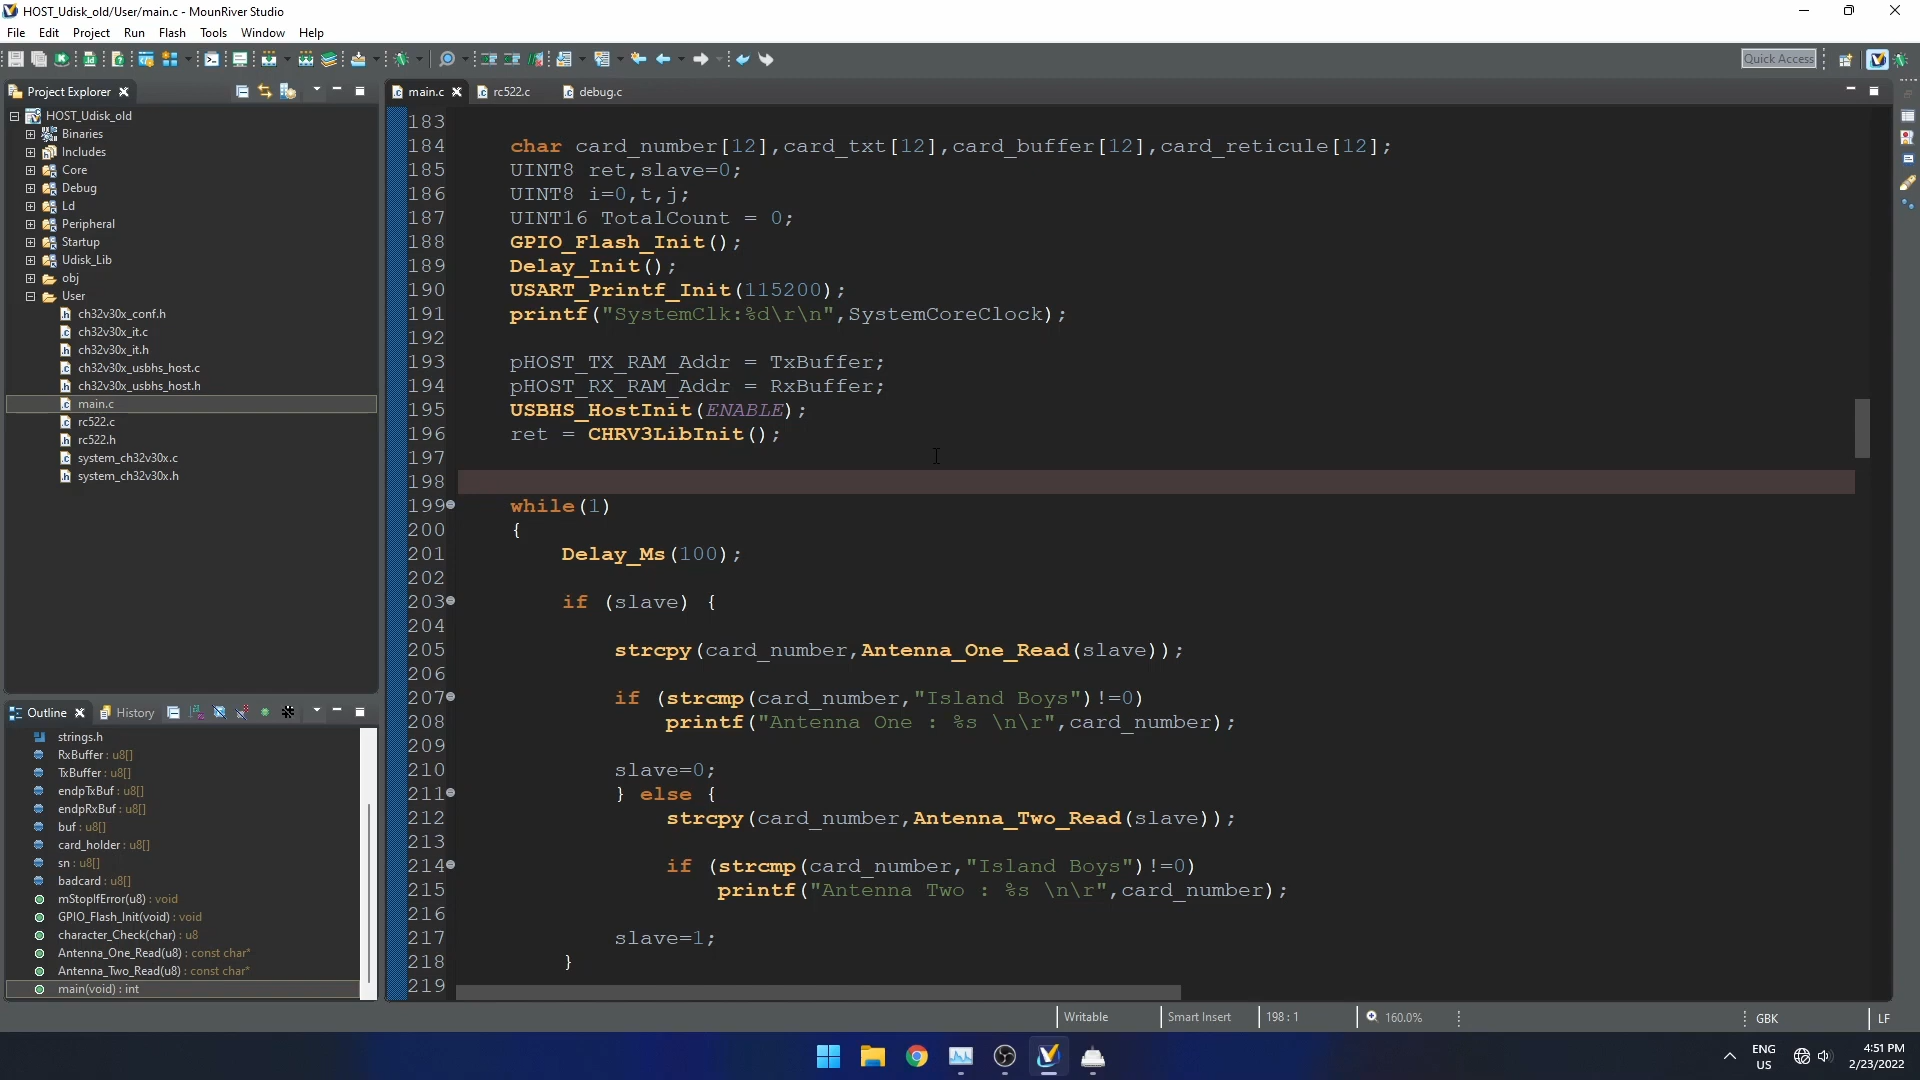 HOST_Udisk_old/User/main.c - MounRiver Studio
File Edit Project Run Flash Tools Window Help
Quick Access
Project Explorer
main.c
rc522.c
debug.c
HOST_Udisk_old
Binaries
Includes
Core
Debug
Ld
Peripheral
Startup
Udisk_Lib
obj
User
ch32v30x_conf.h
ch32v30x_it.c
ch32v30x_it.h
ch32v30x_usbhs_host.c
ch32v30x_usbhs_host.h
main.c
rc522.c
rc522.h
system_ch32v30x.c
system_ch32v30x.h
Outline History
strings.h
RxBuffer : u8[]
TxBuffer : u8[]
endpTxBuf : u8[]
endpRxBuf : u8[]
buf : u8[]
card_holder : u8[]
sn : u8[]
badcard : u8[]
mStopIfError(u8) : void
GPIO_Flash_Init(void) : void
character_Check(char) : u8
Antenna_One_Read(u8) : const char*
Antenna_Two_Read(u8) : const char*
main(void) : int
183
184 char card_number[12],card_txt[12],card_buffer[12],card_reticule[12];
185 UINT8 ret,slave=0;
186 UINT8 i=0,t,j;
187 UINT16 TotalCount = 0;
188 GPIO_Flash_Init();
189 Delay_Init();
190 USART_Printf_Init(115200);
191 printf("SystemClk:%d\r\n",SystemCoreClock);
192
193 pHOST_TX_RAM_Addr = TxBuffer;
194 pHOST_RX_RAM_Addr = RxBuffer;
195 USBHS_HostInit(ENABLE);
196 ret = CHRV3LibInit();
197
198
199 while(1)
200 {
201 Delay_Ms(100);
202
203 if (slave) {
204
205 strcpy(card_number,Antenna_One_Read(slave));
206
207 if (strcmp(card_number,"Island Boys")!=0)
208 printf("Antenna One : %s \n\r",card_number);
209
210 slave=0;
211 } else {
212 strcpy(card_number,Antenna_Two_Read(slave));
213
214 if (strcmp(card_number,"Island Boys")!=0)
215 printf("Antenna Two : %s \n\r",card_number);
216
217 slave=1;
218 }
219
Writable Smart Insert 198 : 1 160.0% GBK LF
ENG
US
4:51 PM
2/23/2022